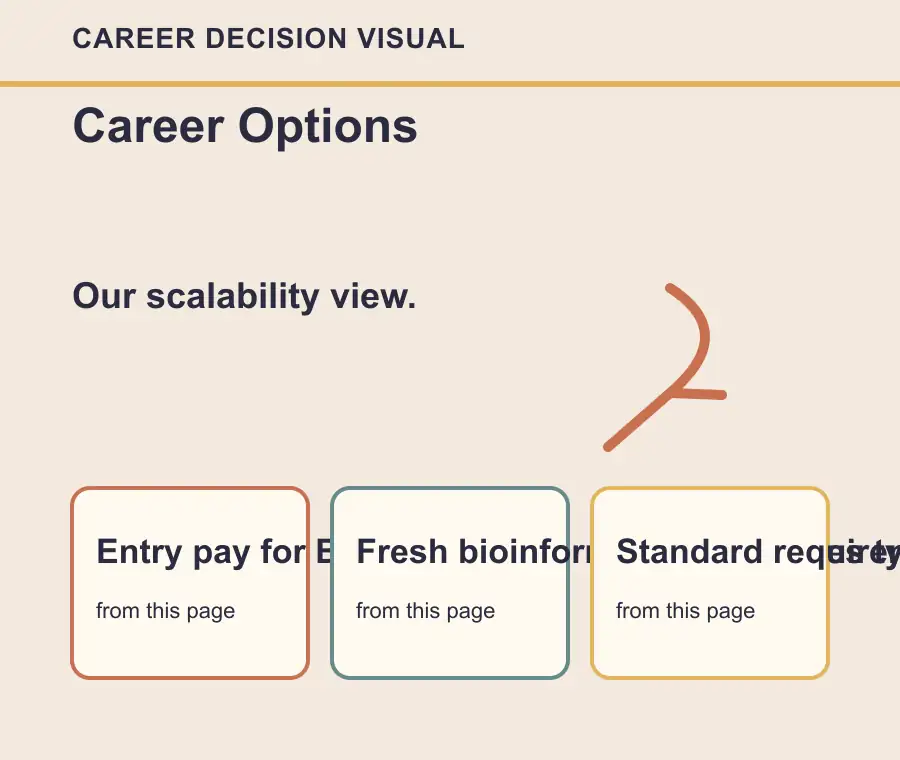 CAREER DECISION VISUAL
Career Options
Our scalability view.
Entry pay for
Fresh
Standard
from this page
from this page
from this page